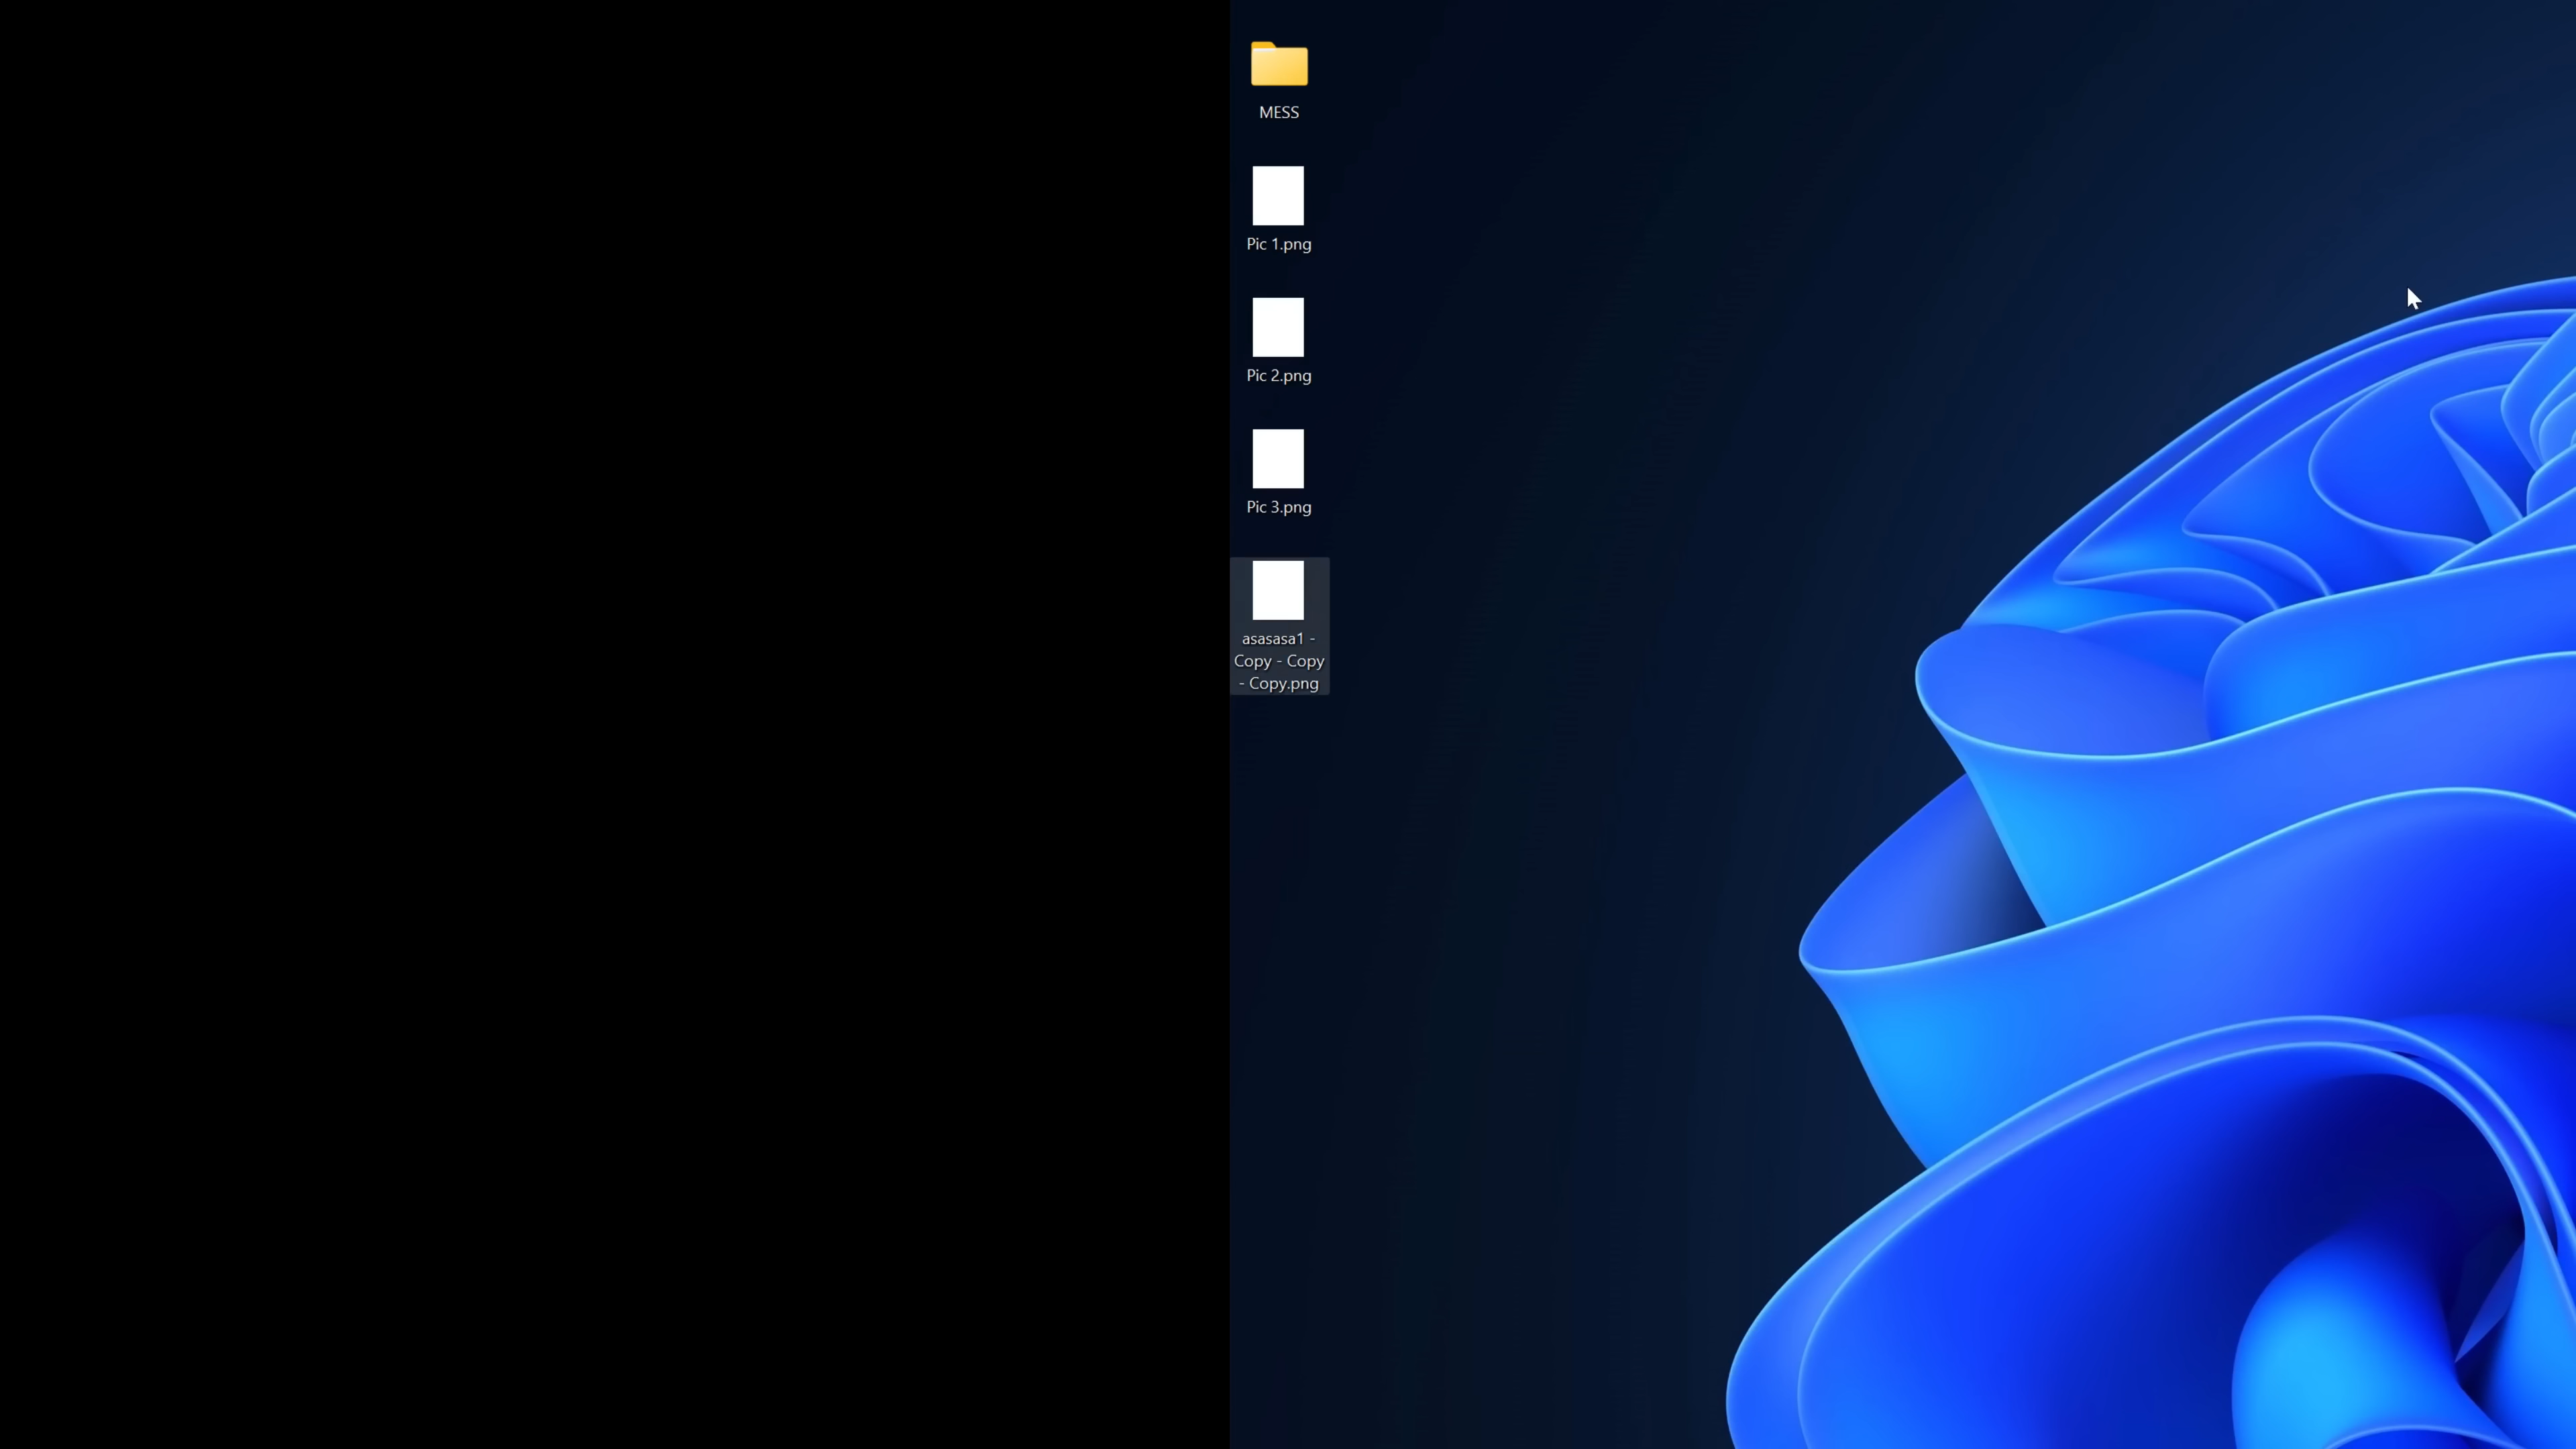 MESS
Pic 1.png
Pic 2.png
Pic 3.png
asasasa1 -
Copy - Copy
- Copy.png